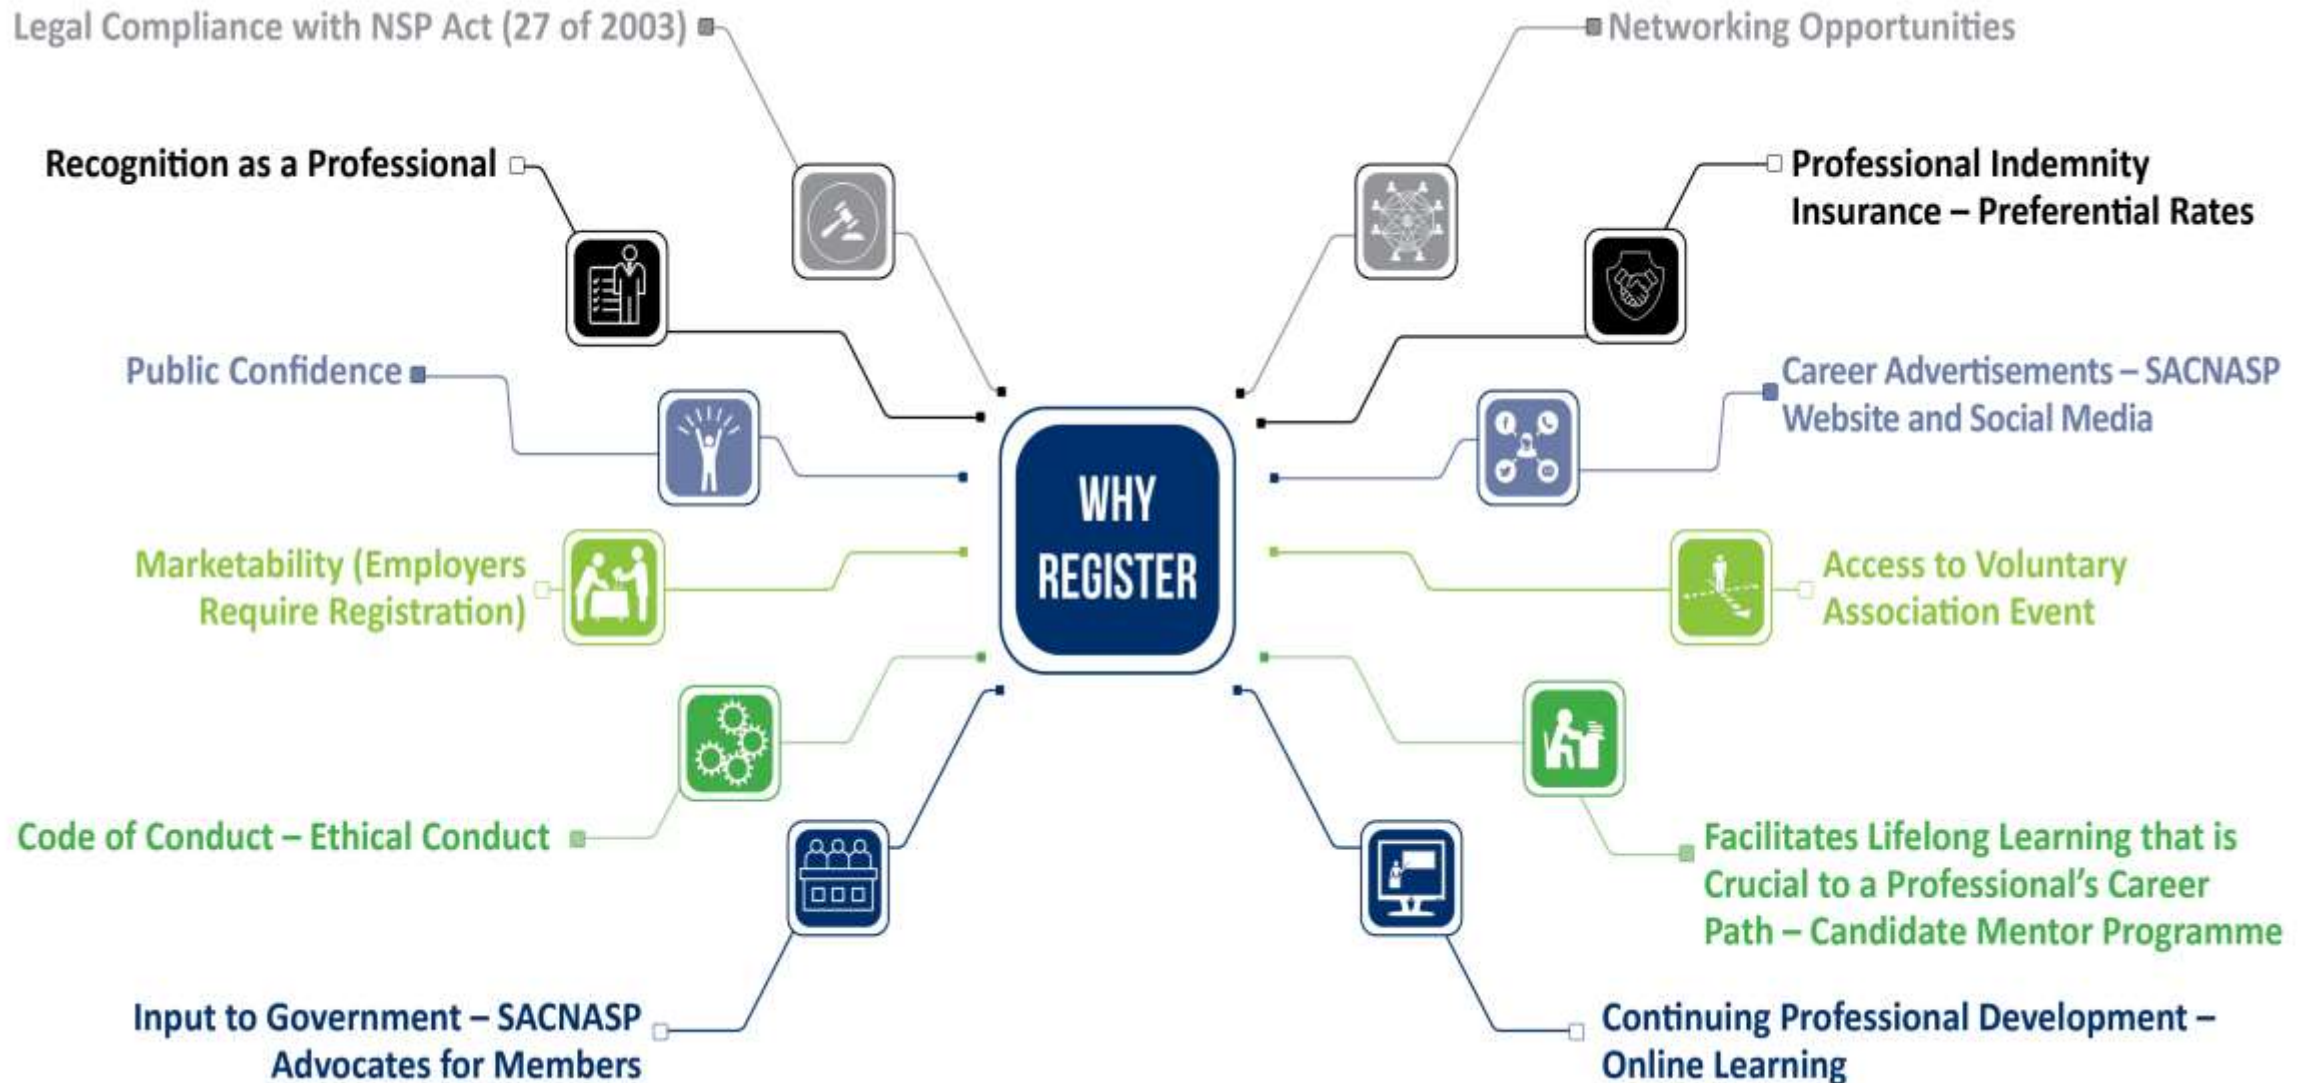 Legal Compliance with NSP Act (27 of 2003)
Recognition as a Professional
Public Confidence
Marketability (Employers
Require Registration)
Code of Conduct – Ethical Conduct
Input to Government – SACNASP
Advocates for Members
WHY
REGISTER
Networking Opportunities
Professional Indemnity
Insurance – Preferential Rates
Career Advertisements – SACNASP
Website and Social Media
Access to Voluntary
Association Event
Facilitates Lifelong Learning that is
Crucial to a Professional's Career
Path – Candidate Mentor Programme
Continuing Professional Development –
Online Learning